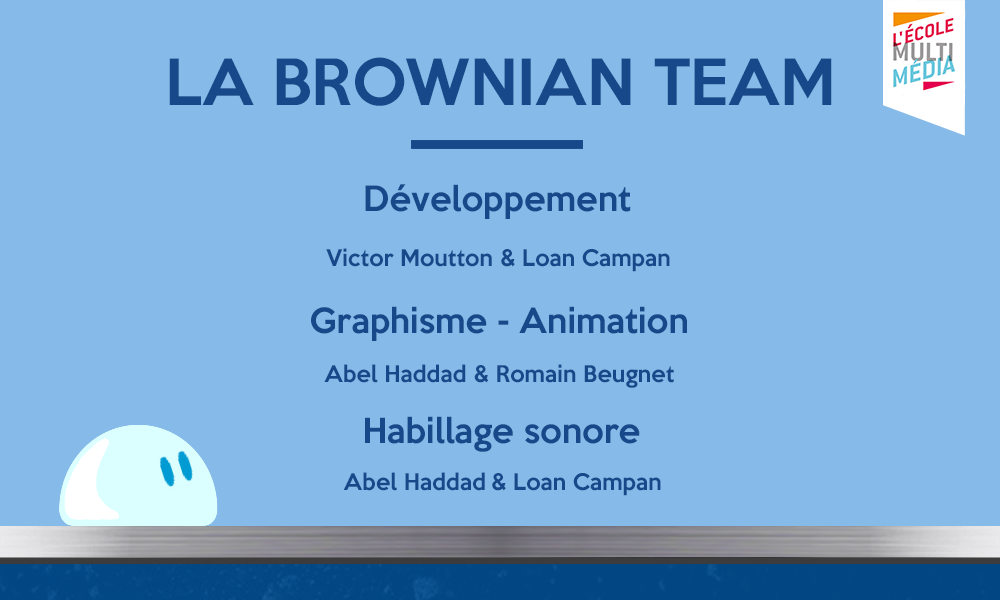 L'ÉCOLE
MULTI
MÉDIA
LA BROWNIAN TEAM
Développement
Victor Moutton & Loan Campan
Graphisme - Animation
Abel Haddad & Romain Beugnet
Habillage sonore
Abel Haddad & Loan Campan